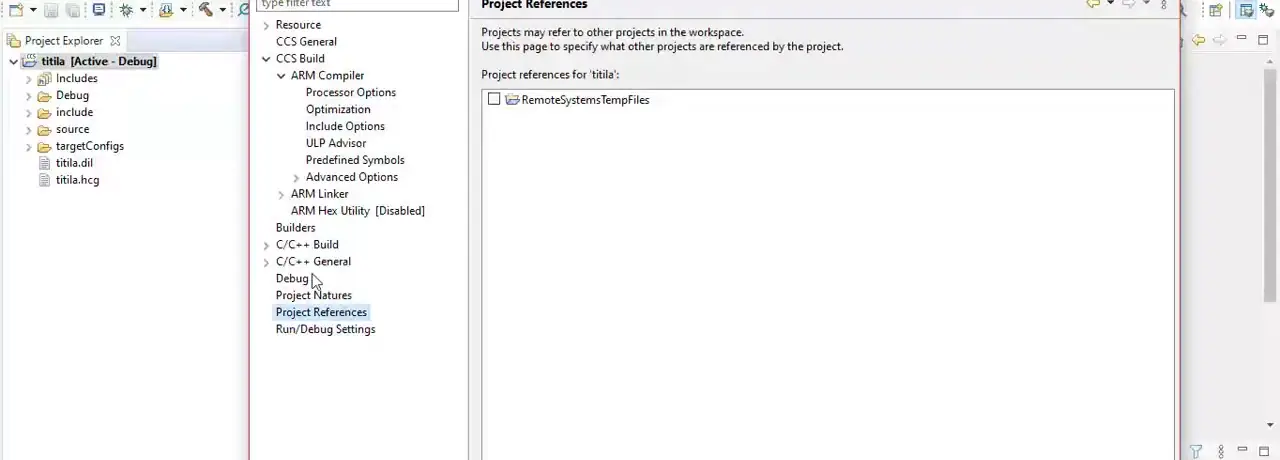 type filter text
Project References
Project Explorer
titila [Active - Debug]
Includes
Debug
include
source
targetConfigs
titila.dil
titila.hcg
Resource
CCS General
CCS Build
ARM Compiler
Processor Options
Optimization
Include Options
ULP Advisor
Predefined Symbols
Advanced Options
ARM Linker
ARM Hex Utility [Disabled]
Builders
C/C++ Build
C/C++ General
Debug
Project Natures
Project References
Run/Debug Settings
Projects may refer to other projects in the workspace.
Use this page to specify what other projects are referenced by the project.
Project references for 'titila':
RemoteSystemsTempFiles